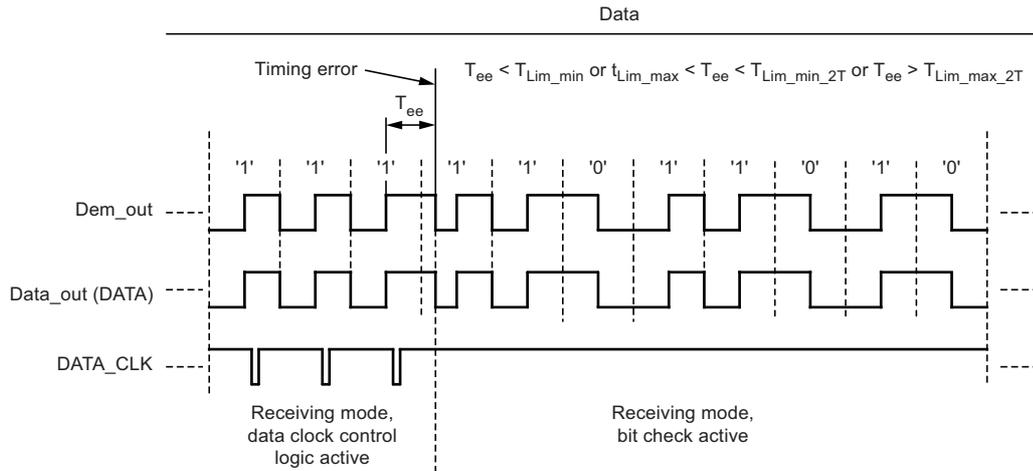 Data
Timing error
T_ee < T_Lim_min or t_Lim_max < T_ee < T_Lim_min_2T or T_ee > T_Lim_max_2T
T_ee
'1' '1' '1' '1' '1' '0' '1' '1' '0' '1' '0'
Dem_out
Data_out (DATA)
DATA_CLK
Receiving mode,
data clock control
logic active
Receiving mode,
bit check active